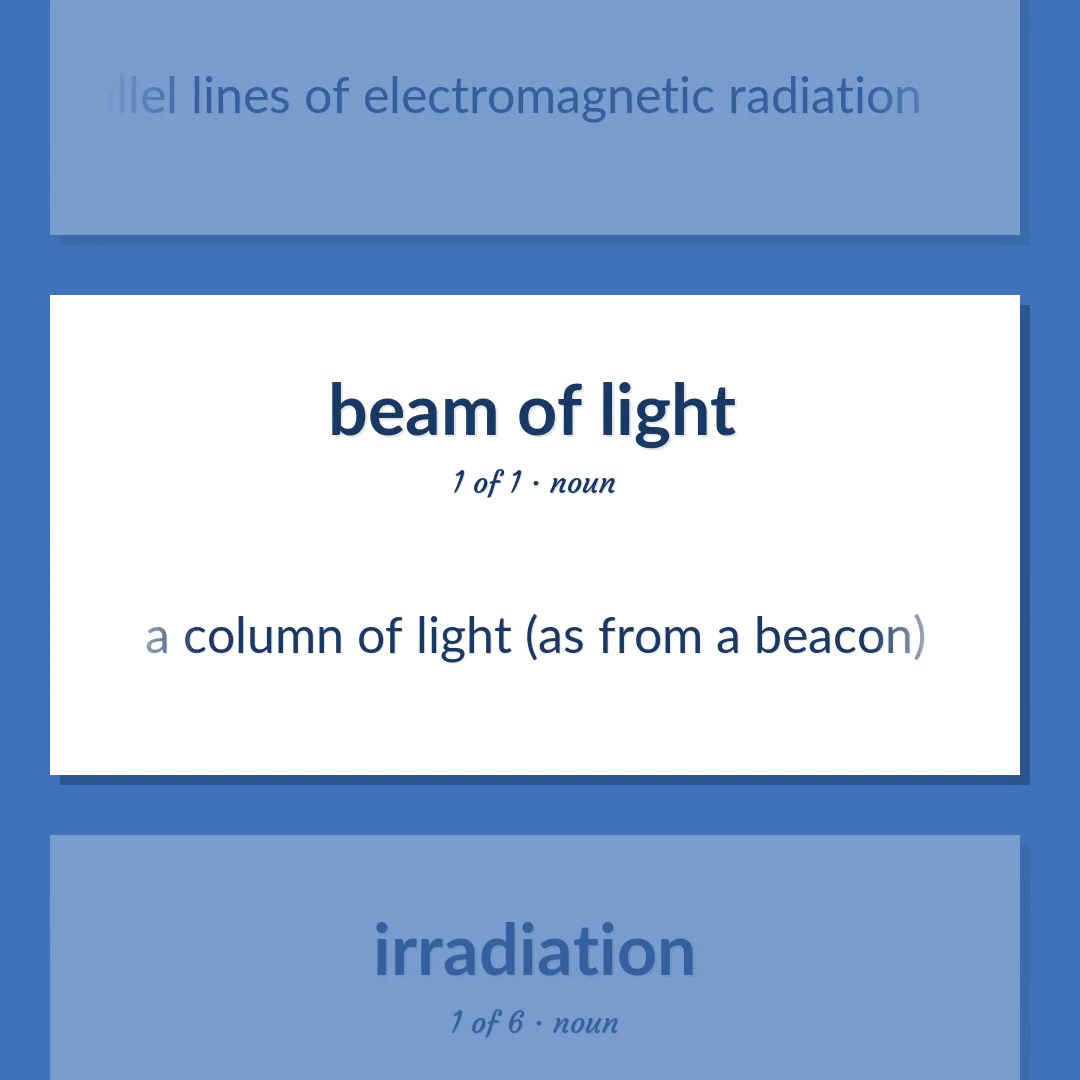 lines of electromagnetic radiation
beam of light
1 of 1 · noun
a column of light (as from a beacon)
irradiation
1 of 6 · noun